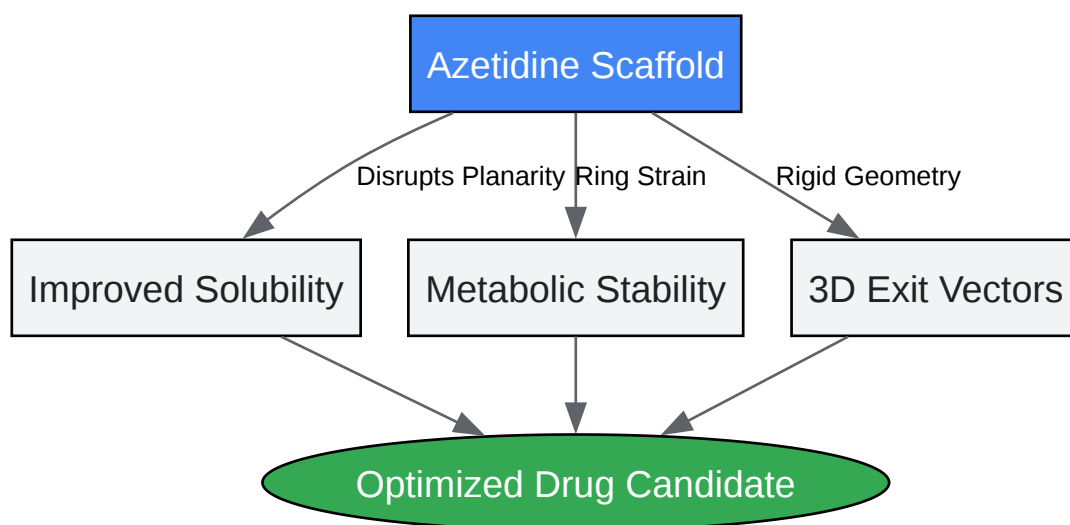 Azetidine Scaffold
Disrupts Planarity
Ring Strain
Rigid Geometry
Improved Solubility
Metabolic Stability
3D Exit Vectors
Optimized Drug Candidate